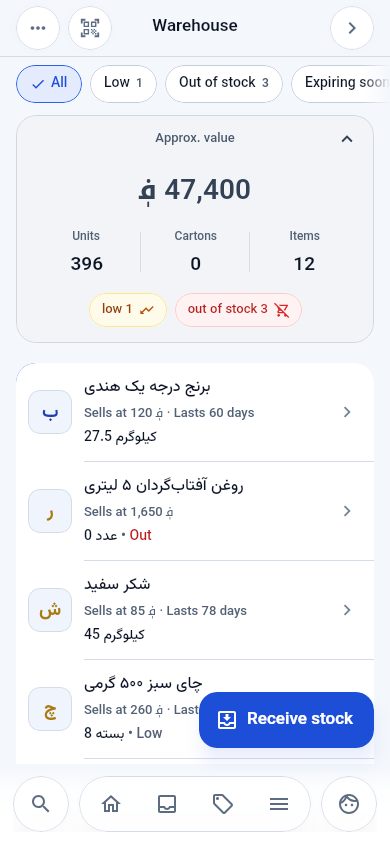 Warehouse
All
Low 1
Out of stock 3
Expiring soon
Approx. value
؋ 47,400
Units
Cartons
Items
396
0
12
low 1
out of stock 3
ب
برنج درجه یک هندی
Sells at 120 ؋ · Lasts 60 days
27.5 کیلوگرم
ر
روغن آفتاب‌گردان ۵ لیتری
Sells at 1,650 ؋
0 عدد • Out
ش
شکر سفید
Sells at 85 ؋ · Lasts 78 days
45 کیلوگرم
چ
چای سبز ۵۰۰ گرمی
Sells at 260 ؋ · Last
8 بسته • Low
Receive stock